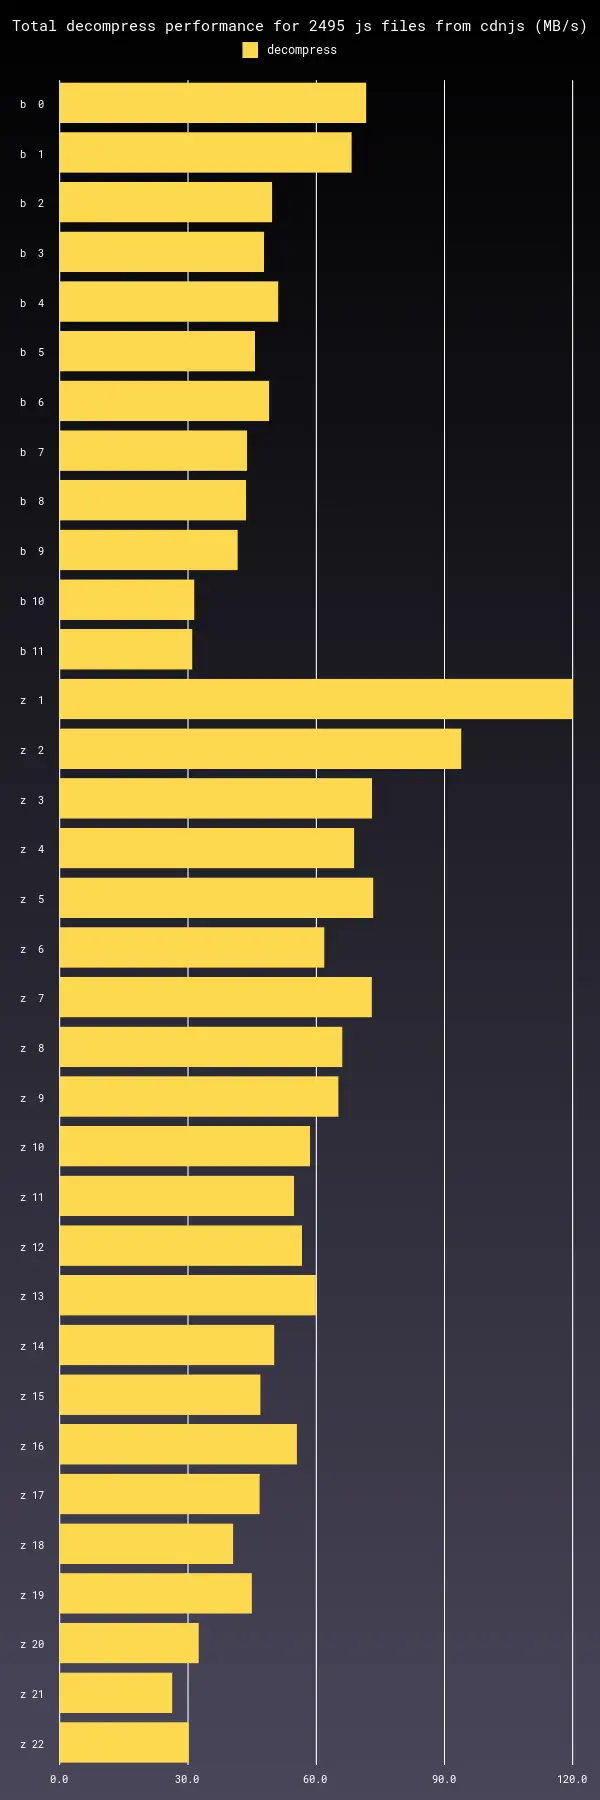 Total decompress performance for 2495 js files from cdnjs (MB/s)
decompress
b 0
b 1
b 2
b 3
b 4
b 5
b 6
b 7
b 8
b 9
b 10
b 11
z 1
z 2
z 3
z 4
z 5
z 6
z 7
z 8
z 9
z 10
z 11
z 12
z 13
z 14
z 15
z 16
z 17
z 18
z 19
z 20
z 21
z 22
0.0 30.0 60.0 90.0 120.0